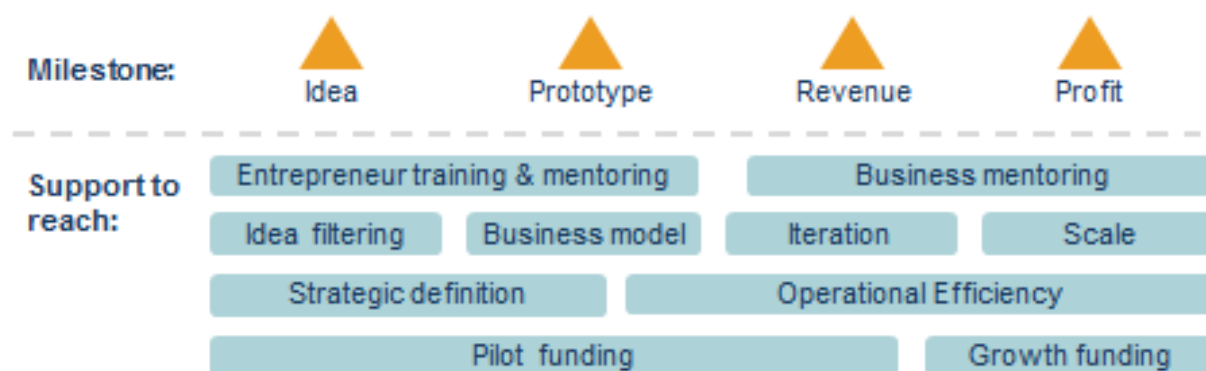 Milestone:
Idea
Prototype
Revenue
Profit
Support to
reach:
Entrepreneur training & mentoring
Business mentoring
Idea filtering
Business model
Iteration
Scale
Strategic definition
Operational Efficiency
Pilot funding
Growth funding